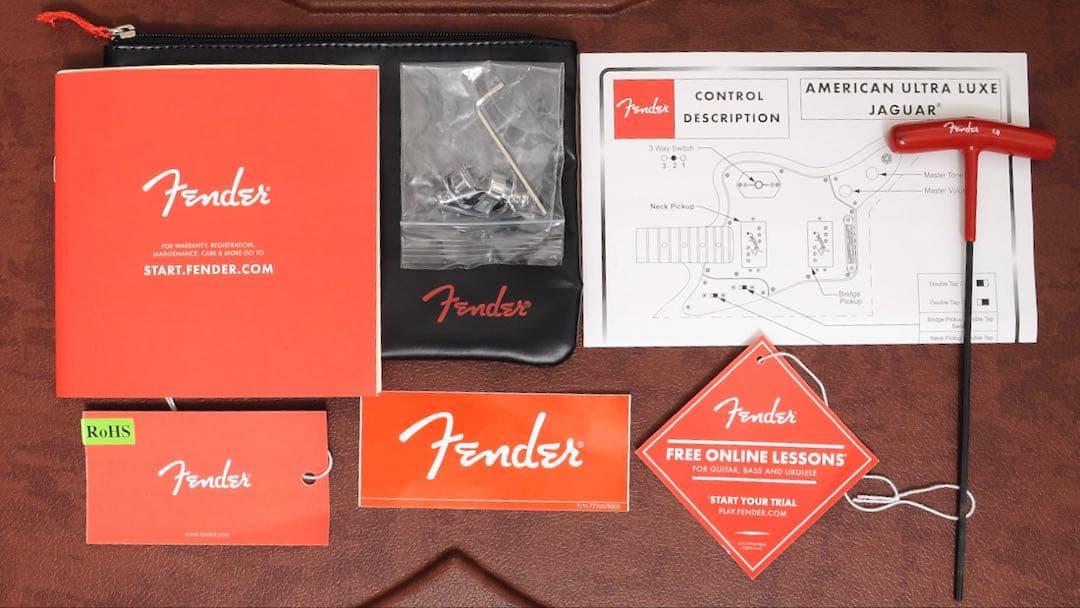 Fender®
FOR WARRANTY, REGISTRATION,
MAINTENANCE, CARE & MORE GO TO
START.FENDER.COM
Fender®
Fender
CONTROL
DESCRIPTION
AMERICAN ULTRA LUXE
JAGUAR®
3 Way Switch
3 2 1
Neck Pickup
Master Tone
Master Volu
Bridge
Pickup
Double Tap
Double Tap
Bridge Pickup Double Tap
Neck Pickup Double Tap
Fender
RoHS
Fender
WWW.FENDER.COM
Fender®
Fender
FREE ONLINE LESSONS*
FOR GUITAR, BASS AND UKULELE
*START YOUR TRIAL
PLAY.FENDER.COM